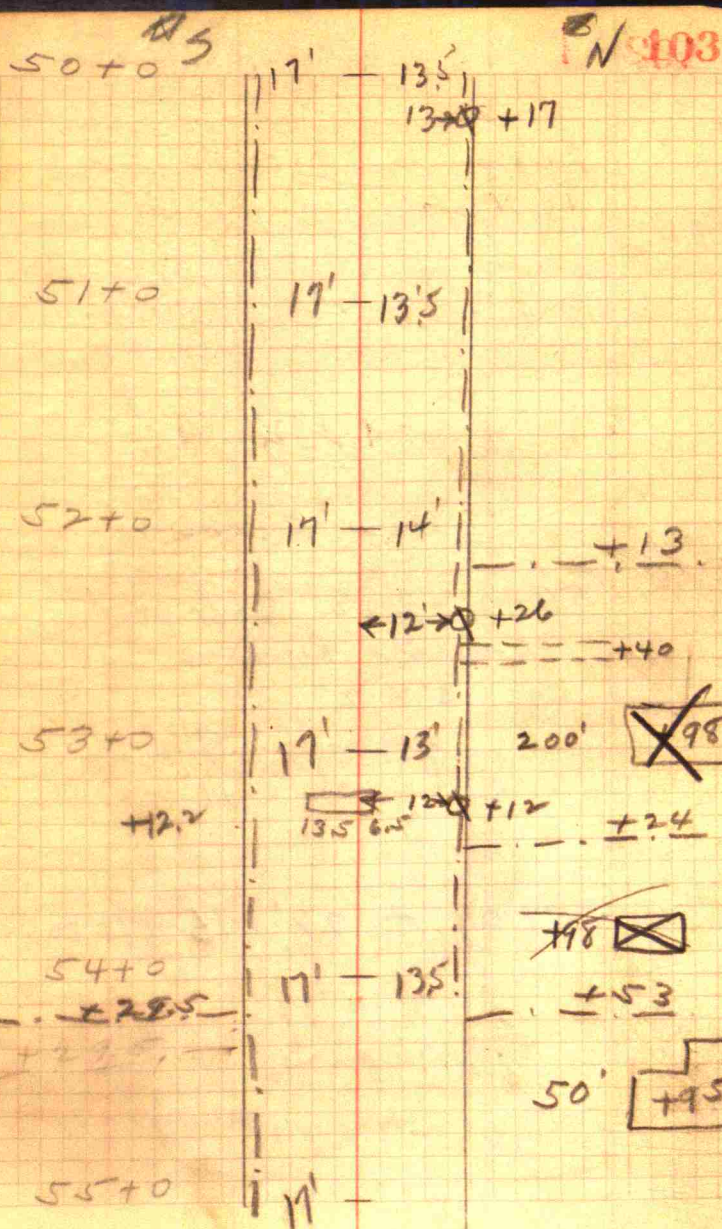 S N 103
50+0 17' — 13.5
13 +17
51+0 17' — 13'5
52+0 17' — 14'
+13
12' +26
+40
53+0 17' — 13' 200' +98
+12.2 12 +12
13.5 6.5 +24
+98
54+0 17' — 13.5
+53
50' +95
55+0 17' —